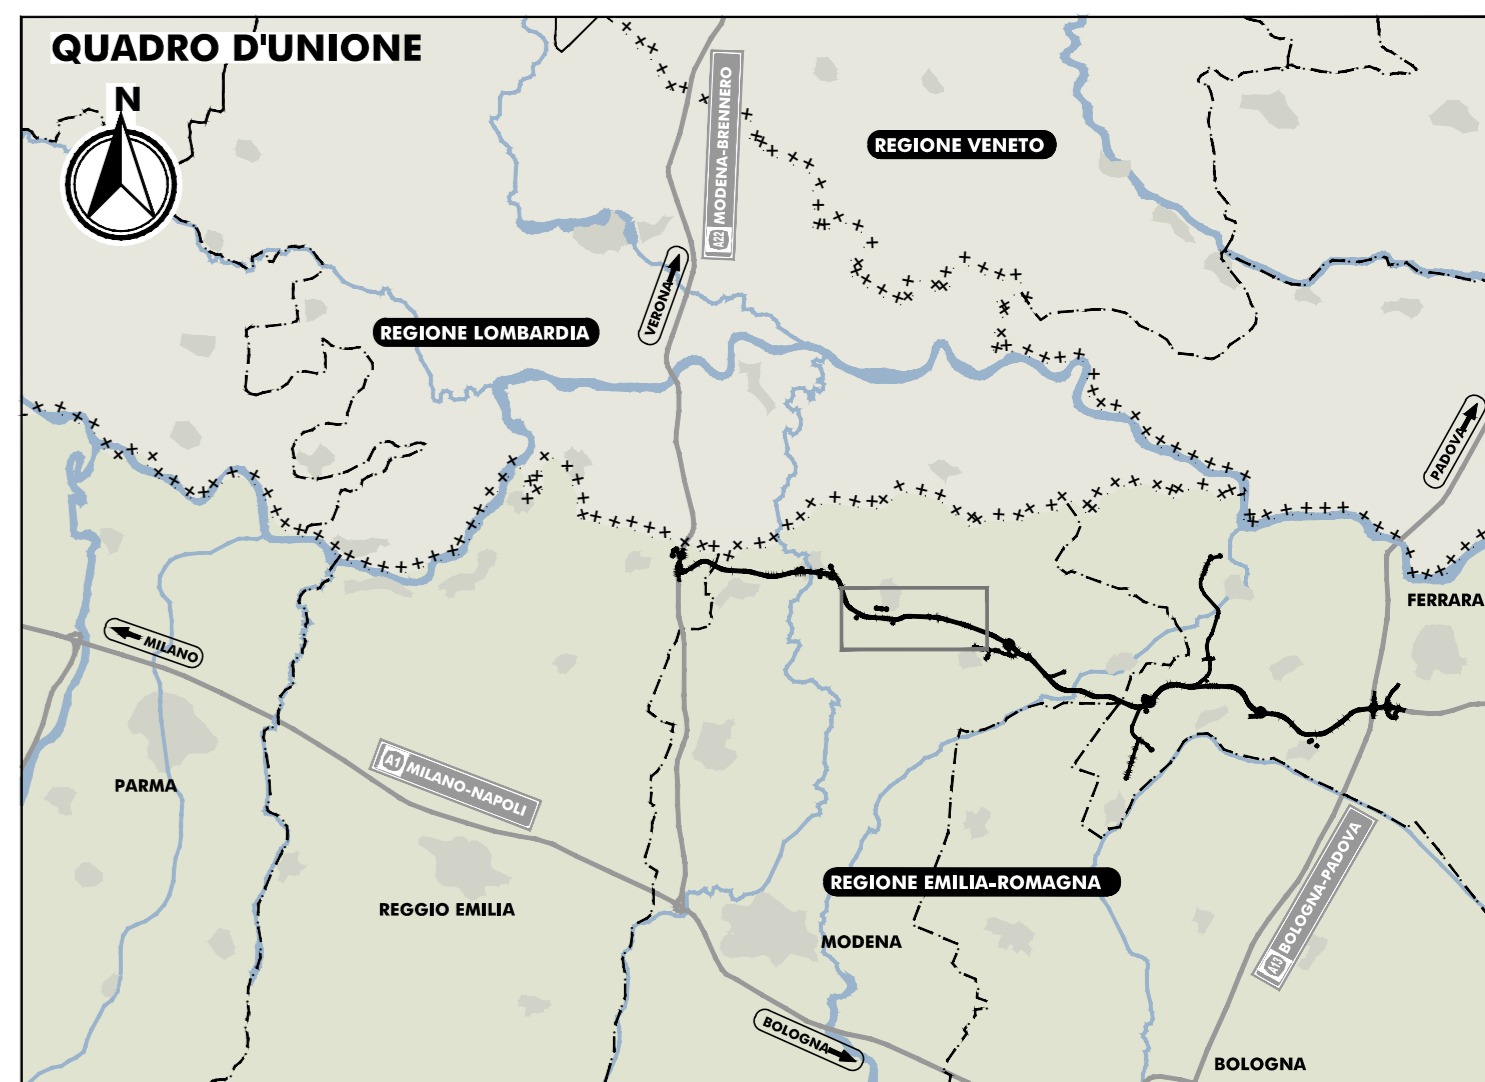 QUADRO D'UNIONE
N
A22 MODENA-BRENNERO
REGIONE VENETO
VERONA
REGIONE LOMBARDIA
PADOVA
FERRARA
MILANO
PARMA
A1 MILANO-NAPOLI
REGGIO EMILIA
REGIONE EMILIA-ROMAGNA
MODENA
A13 BOLOGNA-PADOVA
BOLOGNA
BOLOGNA